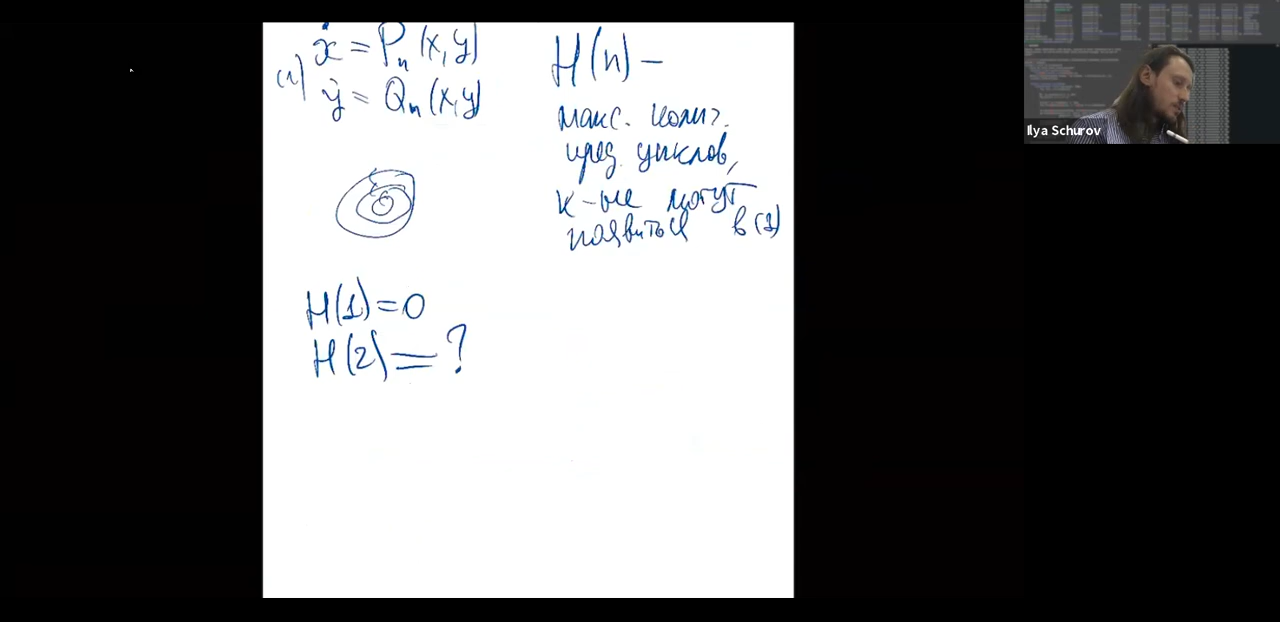 (1) ẋ = Pₙ(x,y)
ẏ = Qₙ(x,y)
H(n) –
макс. колич.
пред. циклов,
к-ые могут
появиться в (1)
H(1)=0
H(2)=?
Ilya Schurov